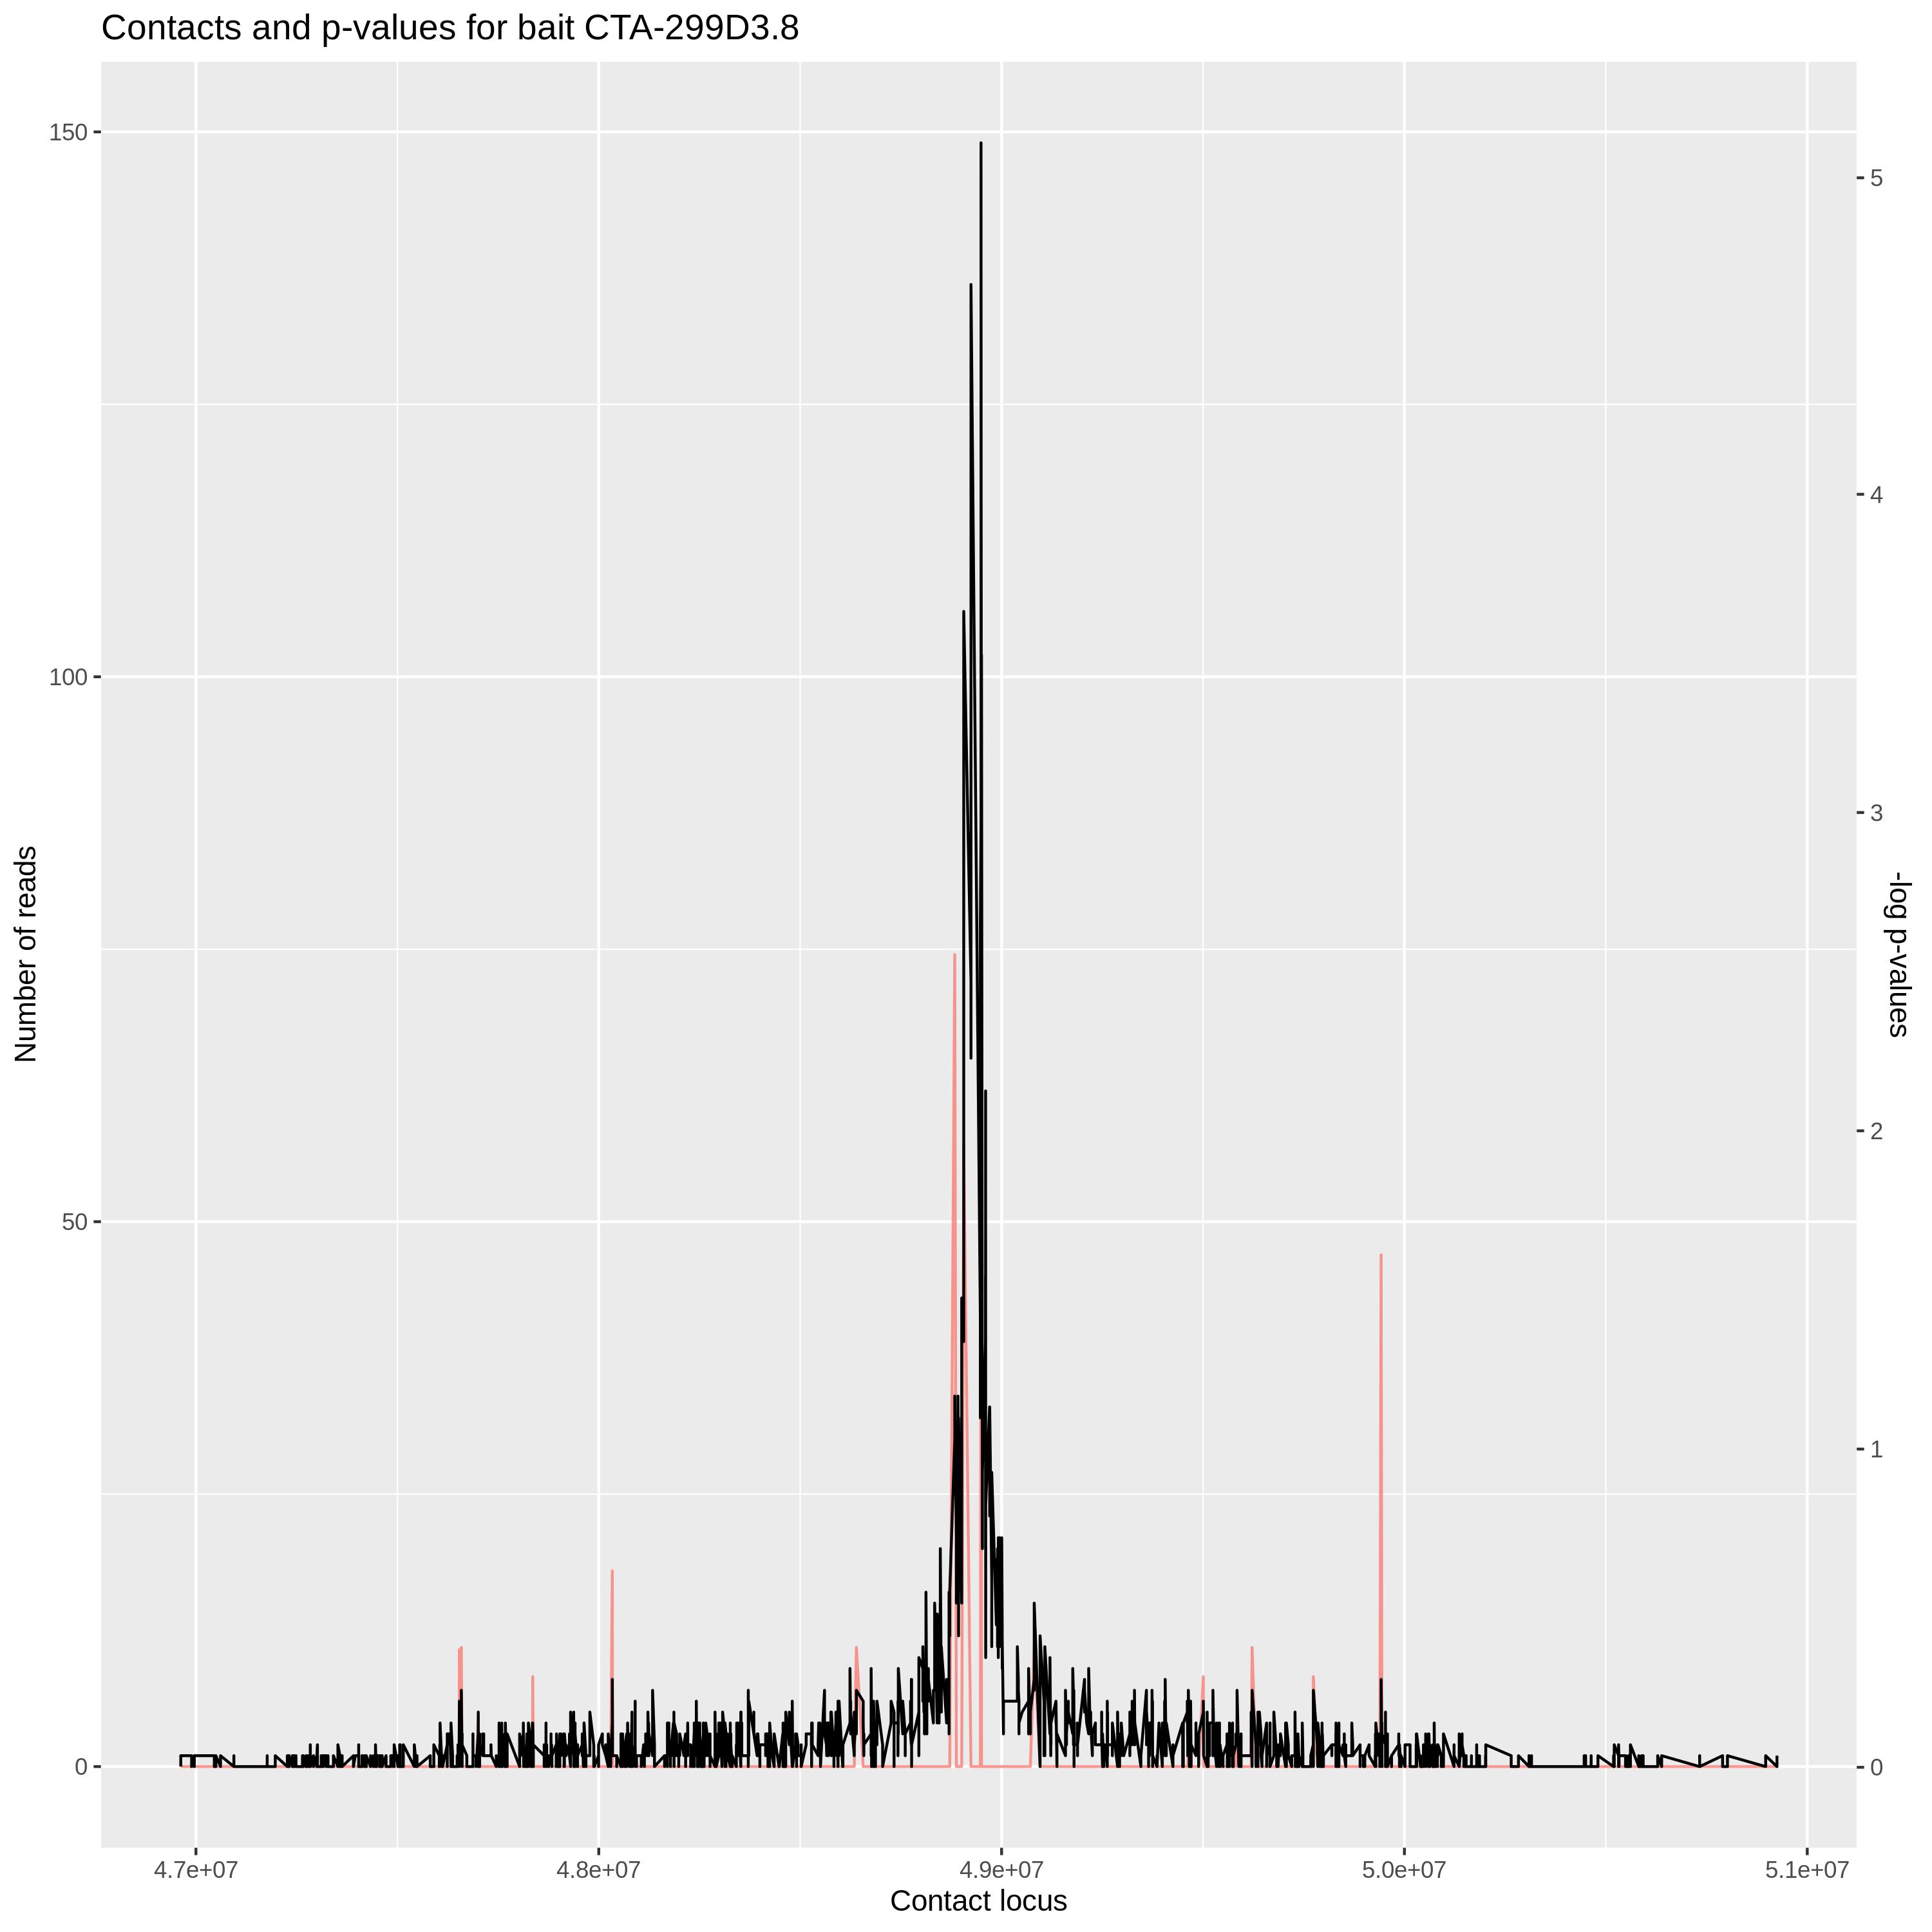 Contacts and p-values for bait CTA-299D3.8
150
100
50
0
Number of reads
5
4
3
2
1
0
-log p-values
4.7e+07
4.8e+07
4.9e+07
5.0e+07
5.1e+07
Contact locus